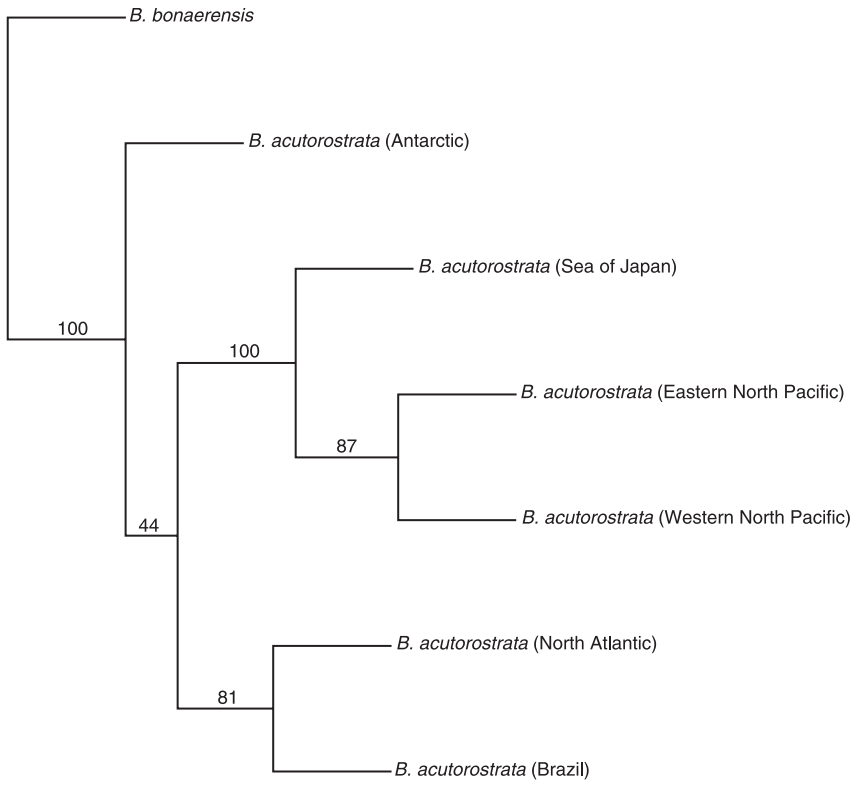 B. bonaerensis
B. acutorostrata (Antarctic)
B. acutorostrata (Sea of Japan)
100
100
B. acutorostrata (Eastern North Pacific)
87
B. acutorostrata (Western North Pacific)
44
B. acutorostrata (North Atlantic)
81
B. acutorostrata (Brazil)